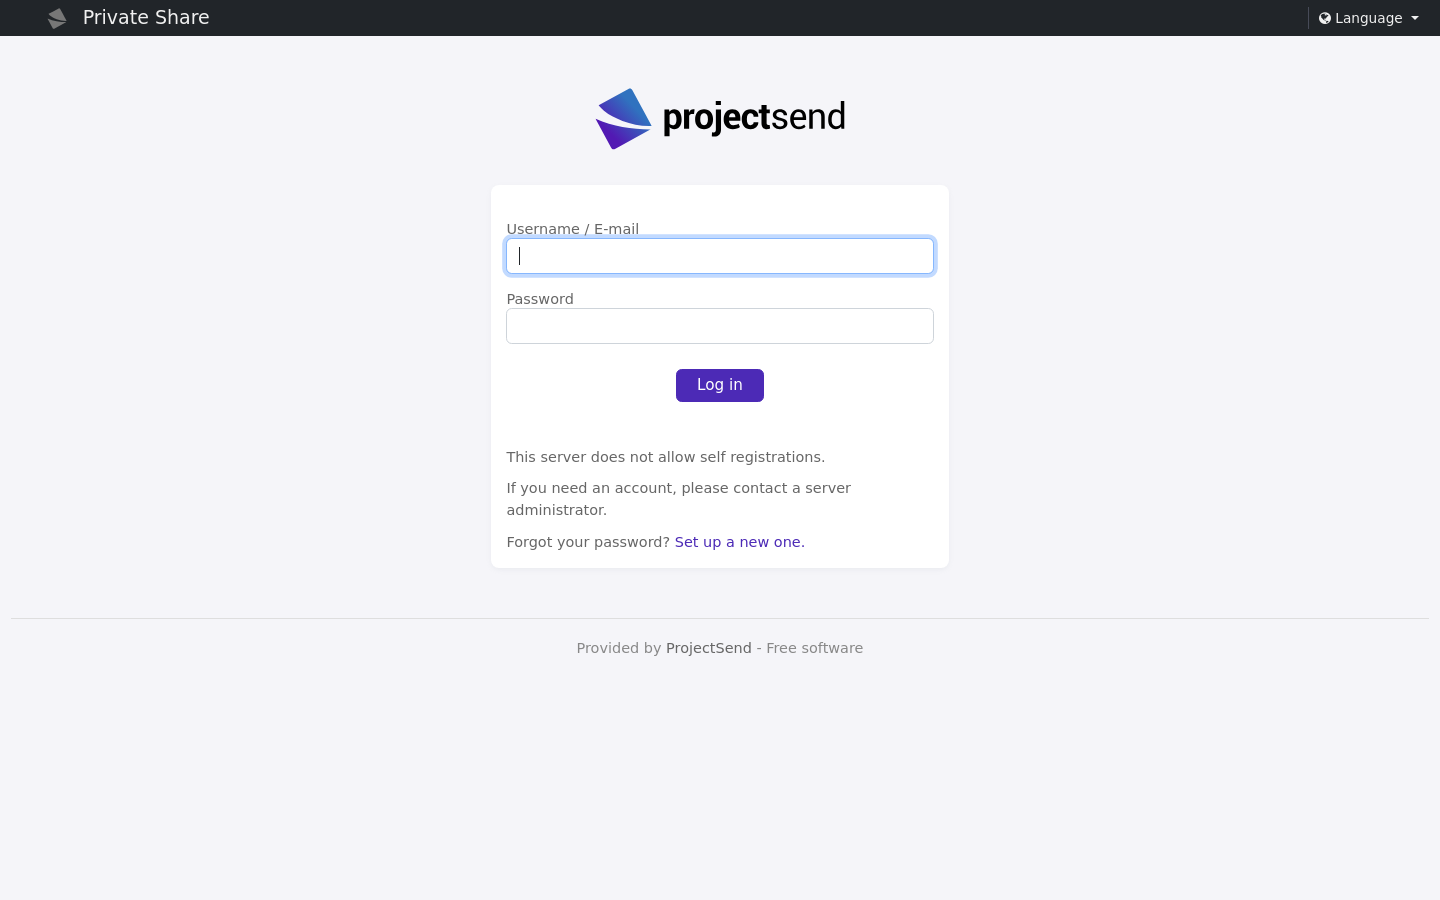 Private Share
Language
projectsend
Username / E-mail
Password
Log in
This server does not allow self registrations.
If you need an account, please contact a server
administrator.
Forgot your password? Set up a new one.
Provided by ProjectSend - Free software